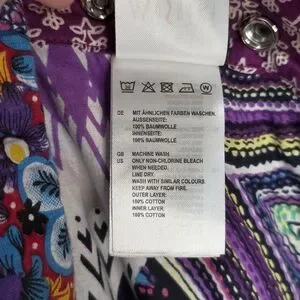 DE
MIT ÄHNLICHEN FARBEN WASCHEN.
AUSSENSEITE:
100% BAUMWOLLE
INNENSEITE:
100% BAUMWOLLE
GB
MACHINE WASH
US
ONLY NON-CHLORINE BLEACH
WHEN NEEDED.
LINE DRY.
WASH WITH SIMILAR COLOURS.
KEEP AWAY FROM FIRE.
OUTER LAYER:
100% COTTON
INNER LAYER:
100% COTTON